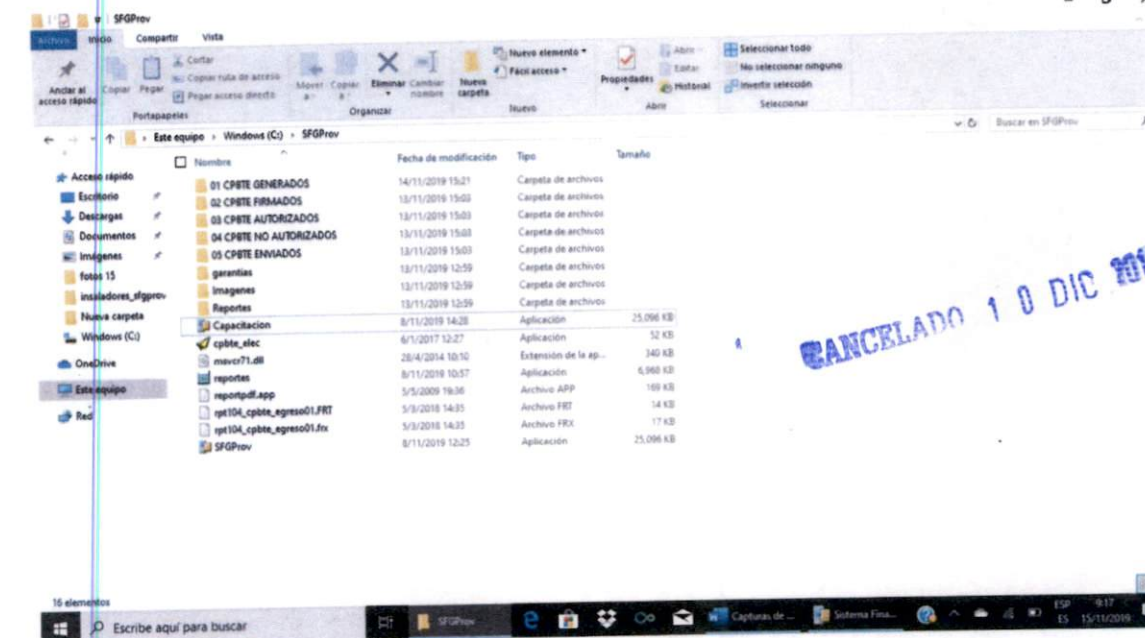 SFGProv
Archivo Inicio Compartir Vista
Anclar al acceso rápido
Copiar
Pegar
Cortar
Copiar ruta de acceso
Pegar acceso directo
Portapapeles
Mover a
Copiar a
Eliminar
Cambiar nombre
Nueva carpeta
Organizar
Nuevo elemento
Fácil acceso
Nuevo
Propiedades
Abrir
Editar
Historial
Abrir
Seleccionar todo
No seleccionar ninguno
Invertir selección
Seleccionar
Este equipo › Windows (C:) › SFGProv
Buscar en SFGProv
Nombre Fecha de modificación Tipo Tamaño
Acceso rápido
Escritorio
Descargas
Documentos
Imágenes
fotos 15
insaladores_sfgprov
Nueva carpeta
Windows (C:)
OneDrive
Este equipo
Red
01 CPBTE GENERADOS 14/11/2019 15:21 Carpeta de archivos
02 CPBTE FIRMADOS 13/11/2019 15:03 Carpeta de archivos
03 CPBTE AUTORIZADOS 13/11/2019 15:03 Carpeta de archivos
04 CPBTE NO AUTORIZADOS 13/11/2019 15:03 Carpeta de archivos
05 CPBTE ENVIADOS 13/11/2019 15:03 Carpeta de archivos
garantias 13/11/2019 12:59 Carpeta de archivos
Imagenes 13/11/2019 12:59 Carpeta de archivos
Reportes 13/11/2019 12:59 Carpeta de archivos
Capacitacion 8/11/2019 14:28 Aplicación 25,096 KB
cpbte_elec 6/1/2017 12:27 Aplicación 52 KB
msvcr71.dll 28/4/2014 10:10 Extensión de la ap... 340 KB
reportes 8/11/2019 10:57 Aplicación 6,968 KB
reportpdf.app 5/5/2009 19:36 Archivo APP 169 KB
rpt104_cpbte_egreso01.FRT 5/3/2018 14:35 Archivo FRT 14 KB
rpt104_cpbte_egreso01.frx 5/3/2018 14:35 Archivo FRX 17 KB
SFGProv 8/11/2019 12:25 Aplicación 25,096 KB
CANCELADO 1 0 DIC
16 elementos
Escribe aquí para buscar
SFGProv
Capturas de ...
Sistema Fina...
ESP
ES
9:17
15/11/2019